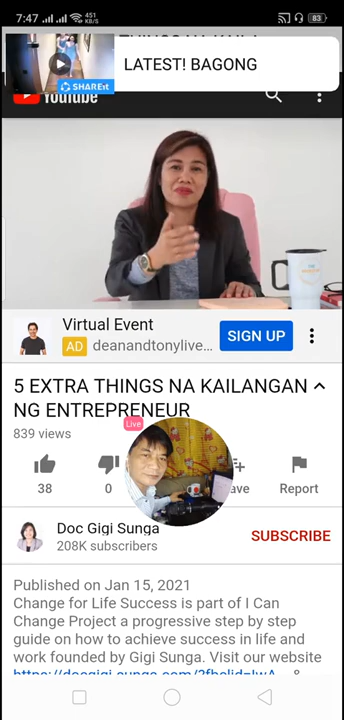 7:47
451
KB/S
83
LATEST! BAGONG
SHAREit
YouTube
Virtual Event
SIGN UP
AD deanandtonylive...
5 EXTRA THINGS NA KAILANGAN
NG ENTREPRENEUR
839 views
Live
38
0
ave
Report
Doc Gigi Sunga
208K subscribers
SUBSCRIBE
Published on Jan 15, 2021
Change for Life Success is part of I Can
Change Project a progressive step by step
guide on how to achieve success in life and
work founded by Gigi Sunga. Visit our website